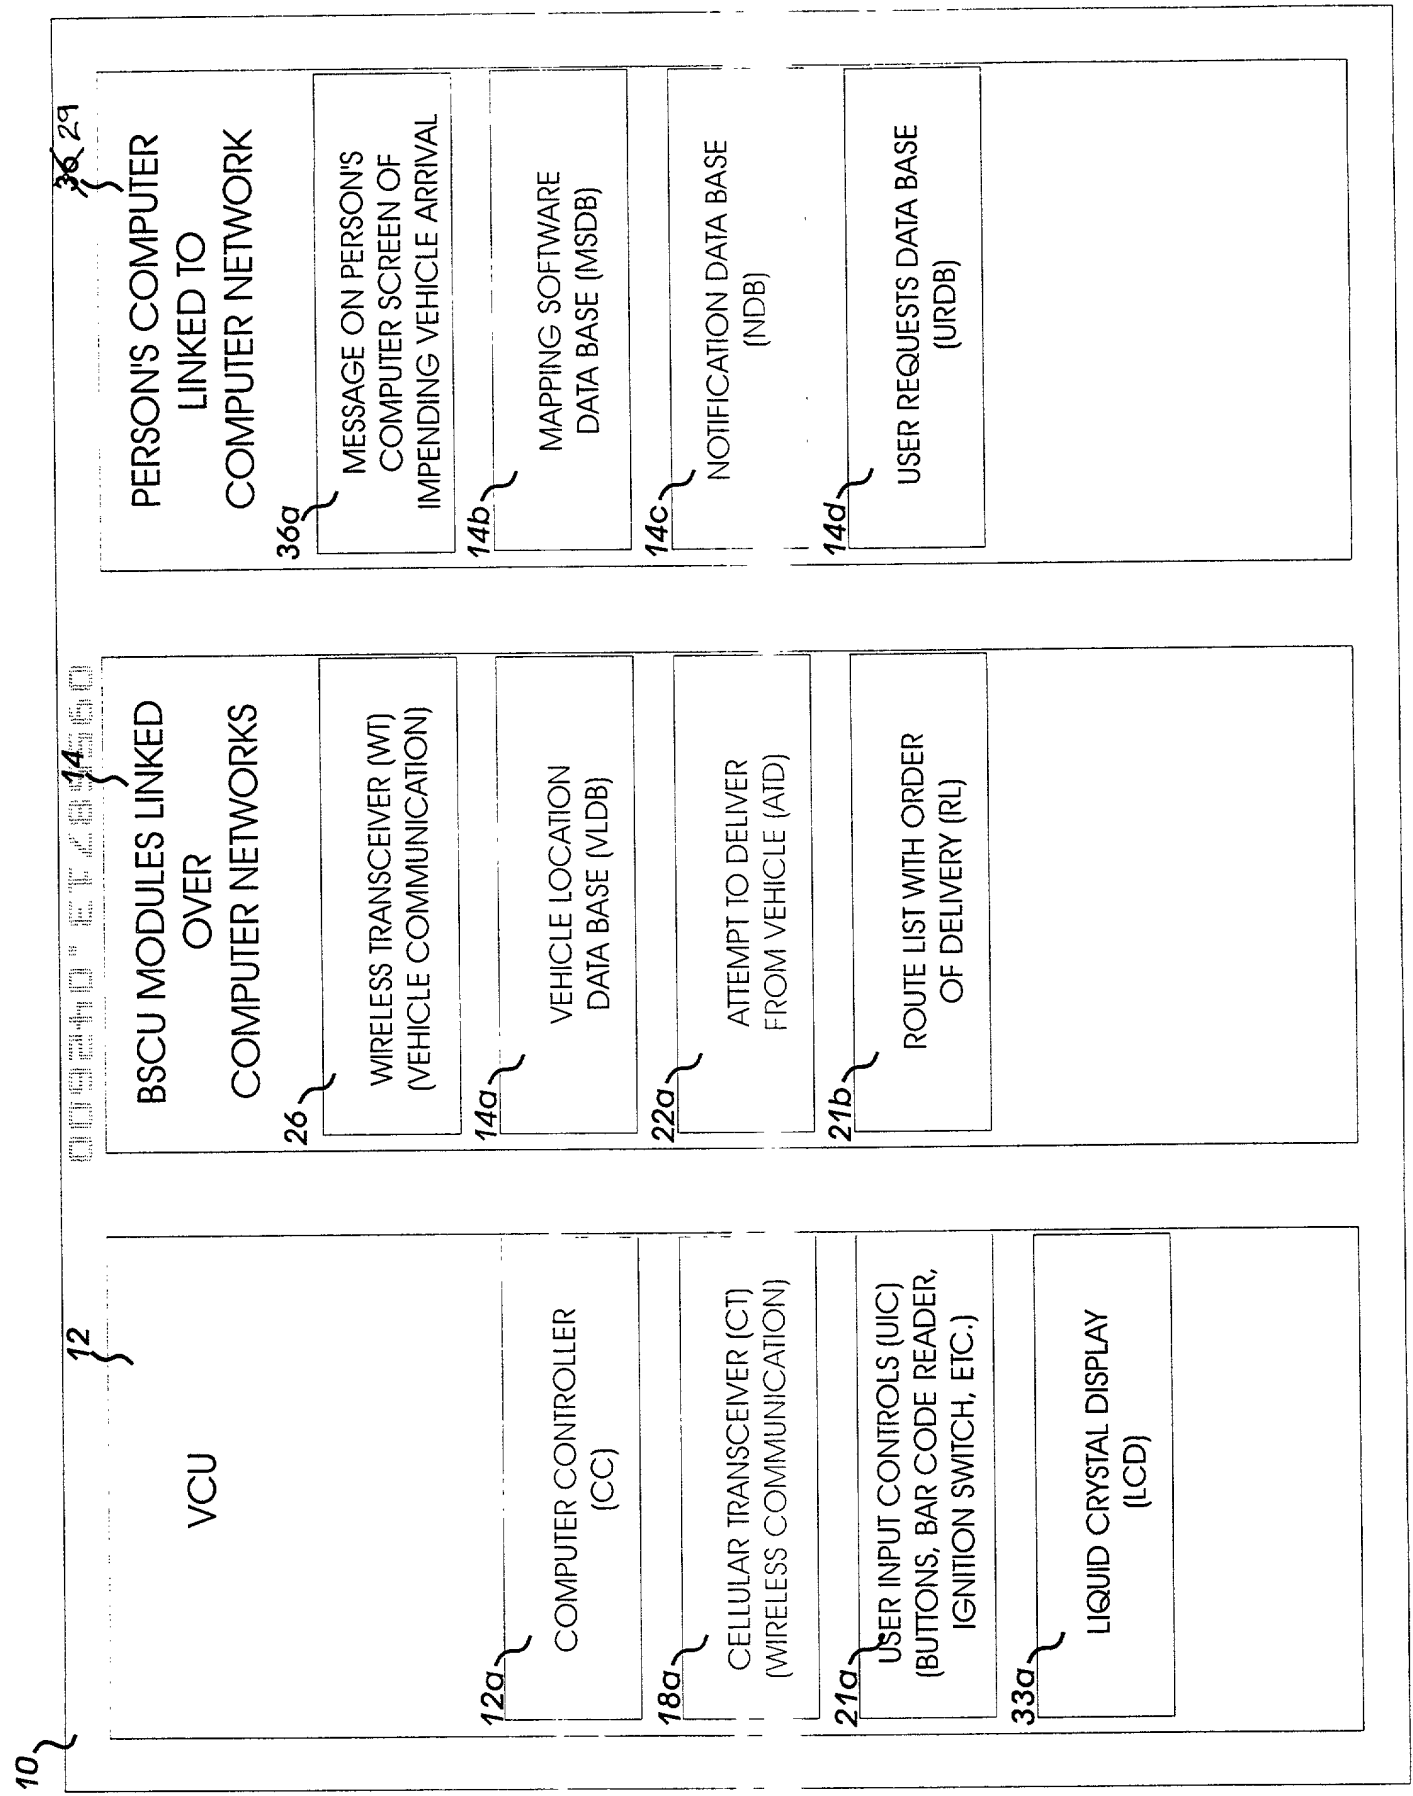 10
12
VCU
12a
COMPUTER CONTROLLER
(CC)
18a
CELLULAR TRANSCEIVER (CT)
(WIRELESS COMMUNICATION)
21a
USER INPUT CONTROLS (UIC)
(BUTTONS, BAR CODE READER,
IGNITION SWITCH, ETC.)
33a
LIQUID CRYSTAL DISPLAY
(LCD)
14
BSCU MODULES LINKED
OVER
COMPUTER NETWORKS
26
WIRELESS TRANSCEIVER (WT)
(VEHICLE COMMUNICATION)
14a
VEHICLE LOCATION
DATA BASE (VLDB)
22a
ATTEMPT TO DELIVER
FROM VEHICLE (ATD)
21b
ROUTE LIST WITH ORDER
OF DELIVERY (RL)
36 29
PERSON'S COMPUTER
LINKED TO
COMPUTER NETWORK
36a
MESSAGE ON PERSON'S
COMPUTER SCREEN OF
IMPENDING VEHICLE ARRIVAL
14b
MAPPING SOFTWARE
DATA BASE (MSDB)
14c
NOTIFICATION DATA BASE
(NDB)
14d
USER REQUESTS DATA BASE
(URDB)